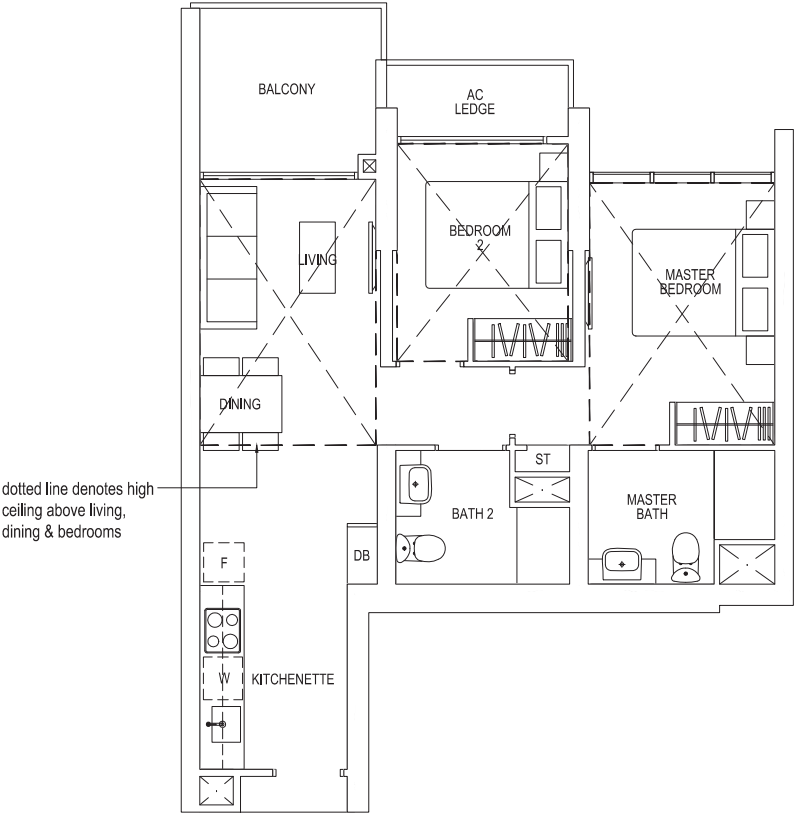 BALCONY
AC
LEDGE
LIVING
BEDROOM
2
MASTER
BEDROOM
DINING
dotted line denotes high
ceiling above living,
dining & bedrooms
ST
BATH 2
MASTER
BATH
DB
F
W
KITCHENETTE